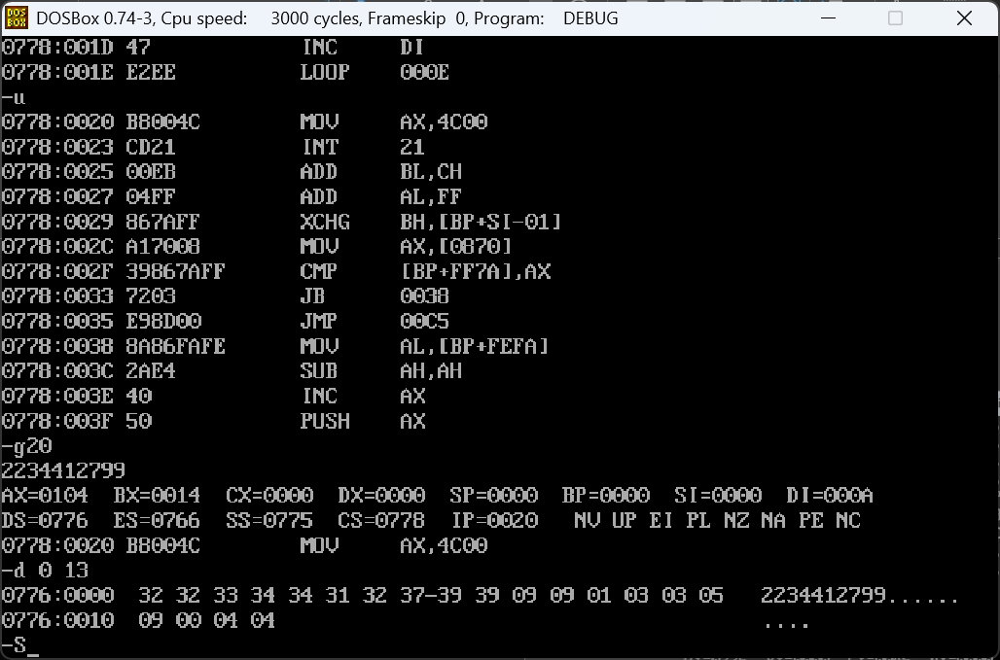 DOS BOX DOSBox 0.74-3, Cpu speed: 3000 cycles, Frameskip 0, Program: DEBUG
0778:001D 47 INC DI
0778:001E E2EE LOOP 000E
-u
0778:0020 B8004C MOV AX,4C00
0778:0023 CD21 INT 21
0778:0025 00EB ADD BL,CH
0778:0027 04FF ADD AL,FF
0778:0029 867AFF XCHG BH,[BP+SI-01]
0778:002C A17008 MOV AX,[0870]
0778:002F 39867AFF CMP [BP+FF7A],AX
0778:0033 7203 JB 0038
0778:0035 E98D00 JMP 00C5
0778:0038 8A86FAFE MOV AL,[BP+FEFA]
0778:003C 2AE4 SUB AH,AH
0778:003E 40 INC AX
0778:003F 50 PUSH AX
-g20
2234412799
AX=0104 BX=0014 CX=0000 DX=0000 SP=0000 BP=0000 SI=0000 DI=000A
DS=0776 ES=0766 SS=0775 CS=0778 IP=0020 NV UP EI PL NZ NA PE NC
0778:0020 B8004C MOV AX,4C00
-d 0 13
0776:0000 32 32 33 34 34 31 32 37-39 39 09 09 01 03 03 05 2234412799......
0776:0010 09 00 04 04 ....
-S_